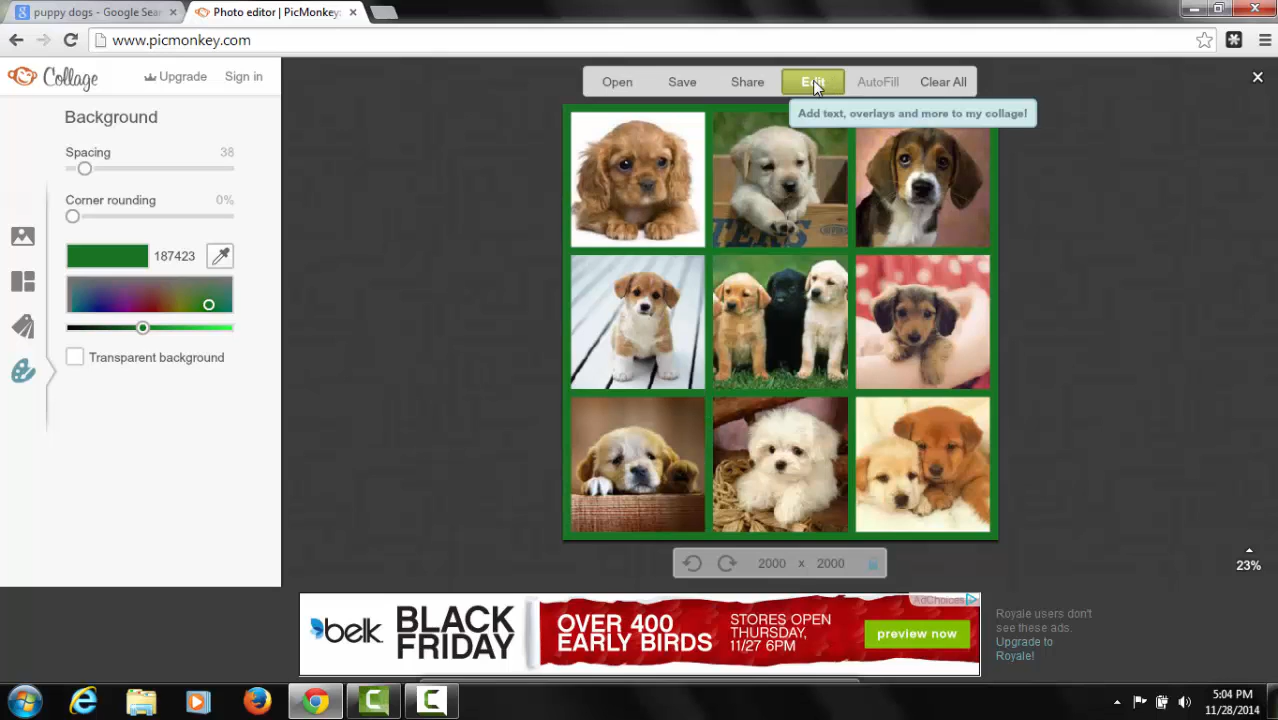 puppy dogs - Google Sear
Photo editor | PicMonkey:
www.picmonkey.com
Collage
Upgrade
Sign in
Open
Save
Share
Edit
AutoFill
Clear All
Add text, overlays and more to my collage!
Background
Spacing
38
Corner rounding
0%
187423
Transparent background
2000 x 2000
23%
belk
BLACK
FRIDAY
OVER 400
EARLY BIRDS
STORES OPEN
THURSDAY,
11/27 6PM
AdChoices
preview now
Royale users don't
see these ads.
Upgrade to
Royale!
5:04 PM
11/28/2014